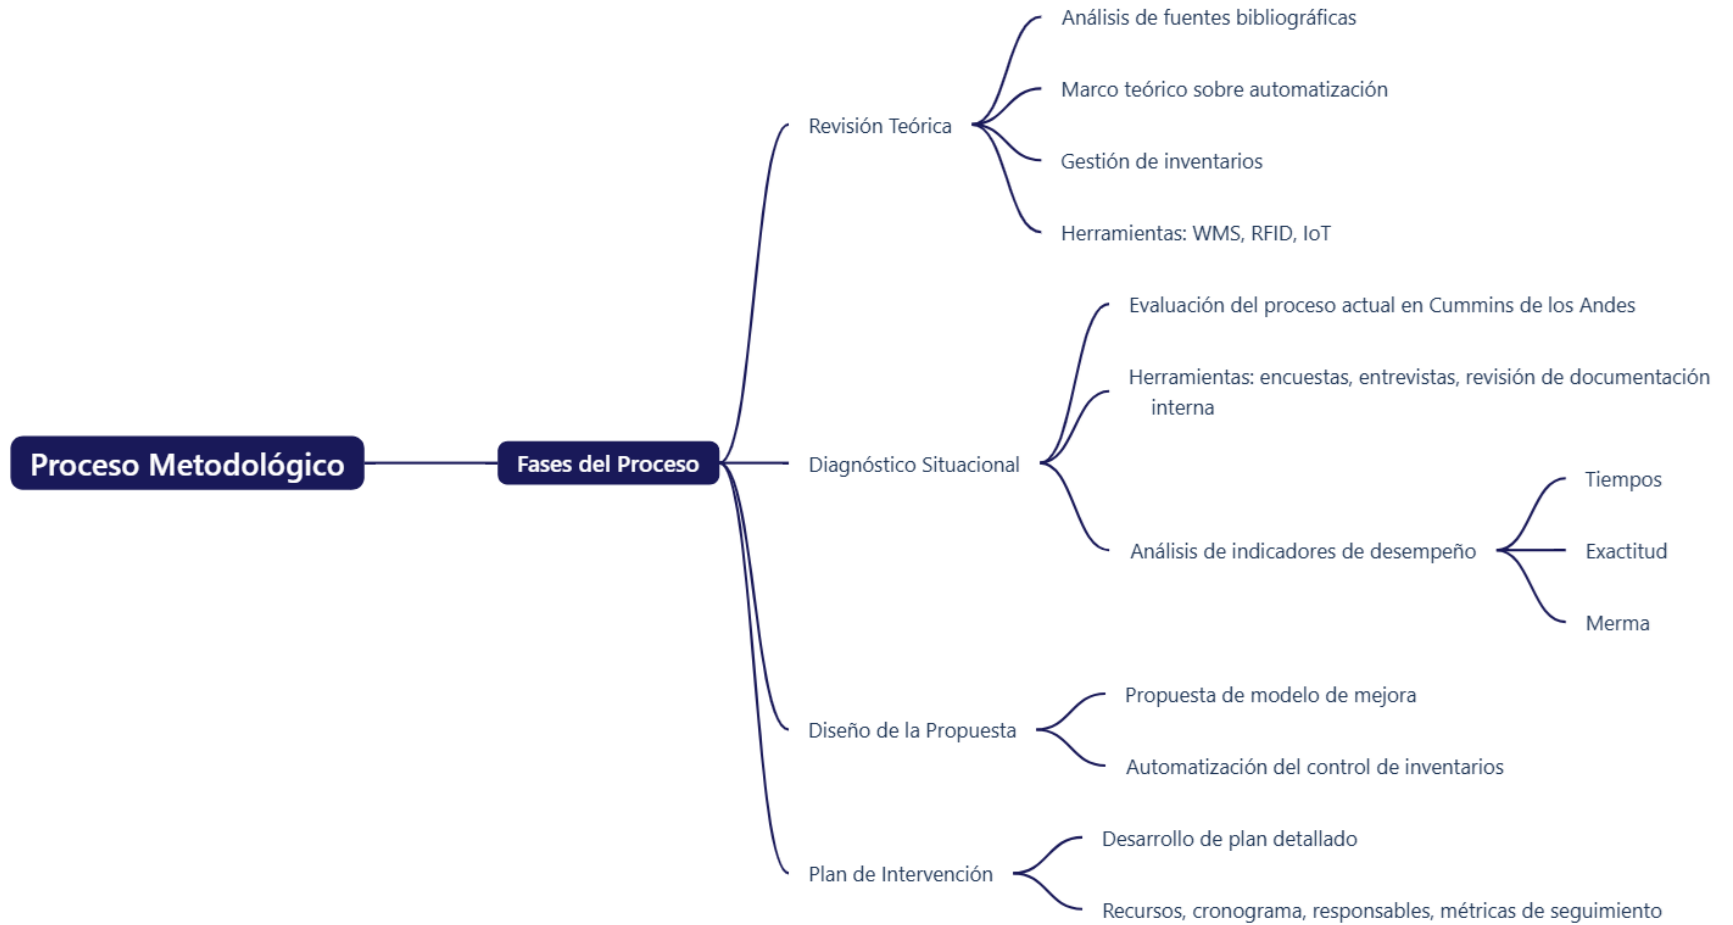 Proceso Metodológico
Fases del Proceso
Revisión Teórica
Análisis de fuentes bibliográficas
Marco teórico sobre automatización
Gestión de inventarios
Herramientas: WMS, RFID, IoT
Diagnóstico Situacional
Evaluación del proceso actual en Cummins de los Andes
Herramientas: encuestas, entrevistas, revisión de documentación
interna
Análisis de indicadores de desempeño
Tiempos
Exactitud
Merma
Diseño de la Propuesta
Propuesta de modelo de mejora
Automatización del control de inventarios
Plan de Intervención
Desarrollo de plan detallado
Recursos, cronograma, responsables, métricas de seguimiento